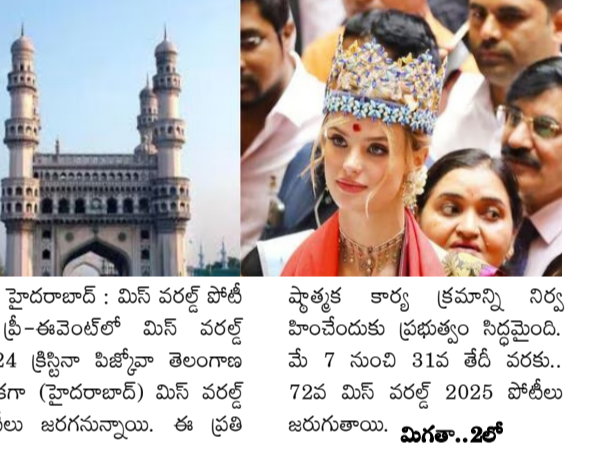 హైదరాబాద్ : మిస్ వరల్డ్ పోటీ
ప్రీ-ఈవెంట్‌లో మిస్ వరల్డ్
24 క్రిస్టినా పిజ్కోవా తెలంగాణ
కగా (హైదరాబాద్) మిస్ వరల్డ్
లు జరగనున్నాయి. ఈ ప్రతి
ష్ఠాత్మక కార్య క్రమాన్ని నిర్వ
హించేందుకు ప్రభుత్వం సిద్ధమైంది.
మే 7 నుంచి 31వ తేదీ వరకు..
72వ మిస్ వరల్డ్ 2025 పోటీలు
జరుగుతాయి. మిగతా..2లో